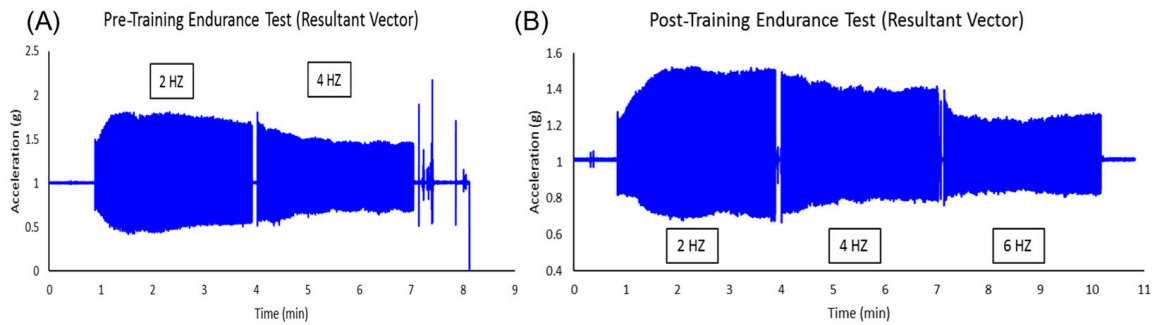 (A)
Pre-Training Endurance Test (Resultant Vector)
2.5
2
1.5
1
0.5
0
Acceleration (g)
2 HZ
4 HZ
0 1 2 3 4 5 6 7 8 9
Time (min)
(B)
Post-Training Endurance Test (Resultant Vector)
1.6
1.4
1.2
1
0.8
0.6
0.4
Acceleration (g)
2 HZ
4 HZ
6 HZ
0 1 2 3 4 5 6 7 8 9 10 11
Time (min)